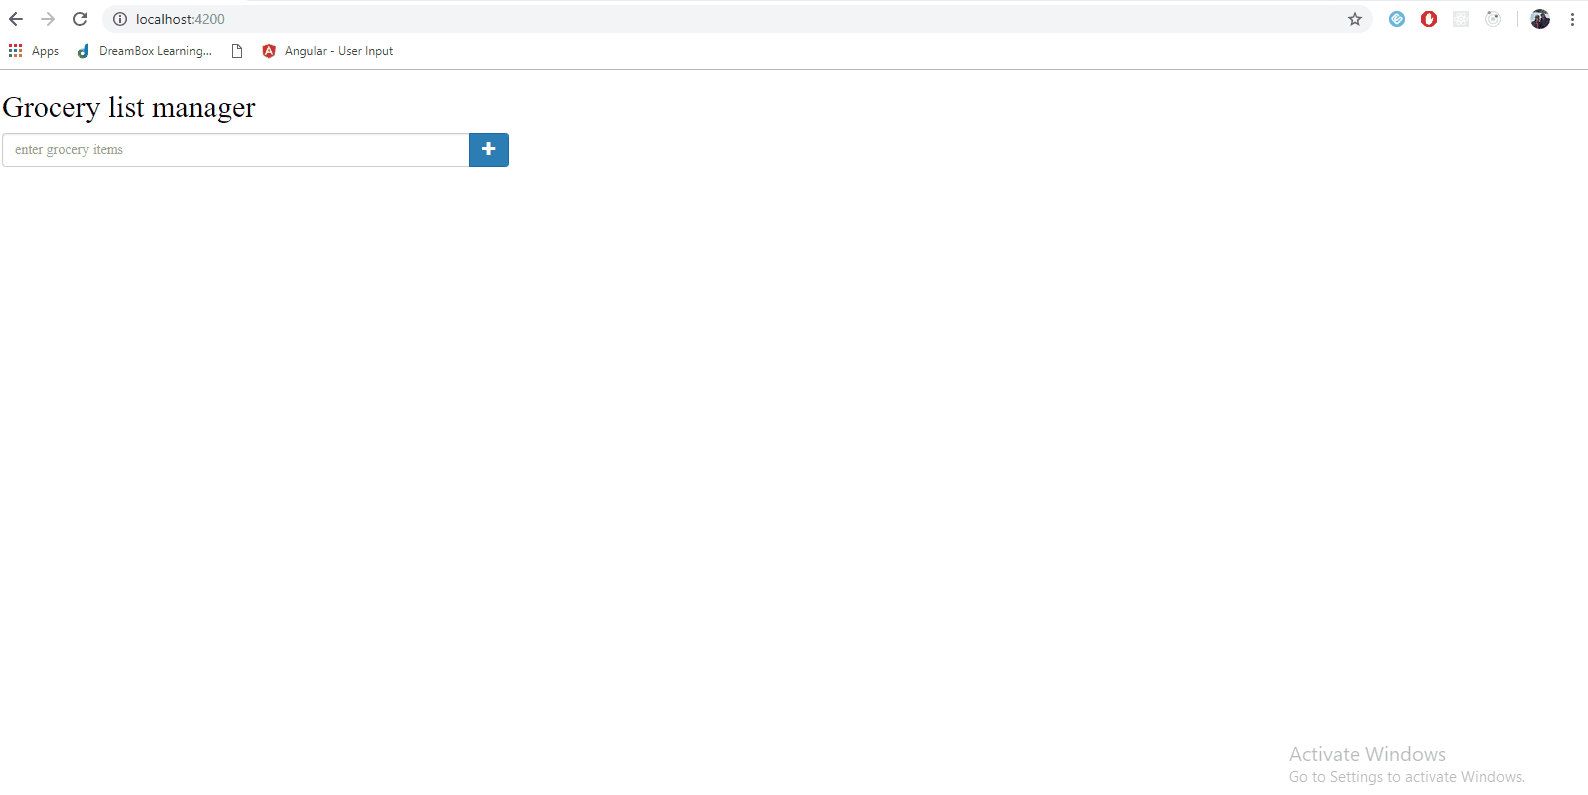 localhost:4200
Apps DreamBox Learning... Angular - User Input
Grocery list manager
enter grocery items
Activate Windows
Go to Settings to activate Windows.